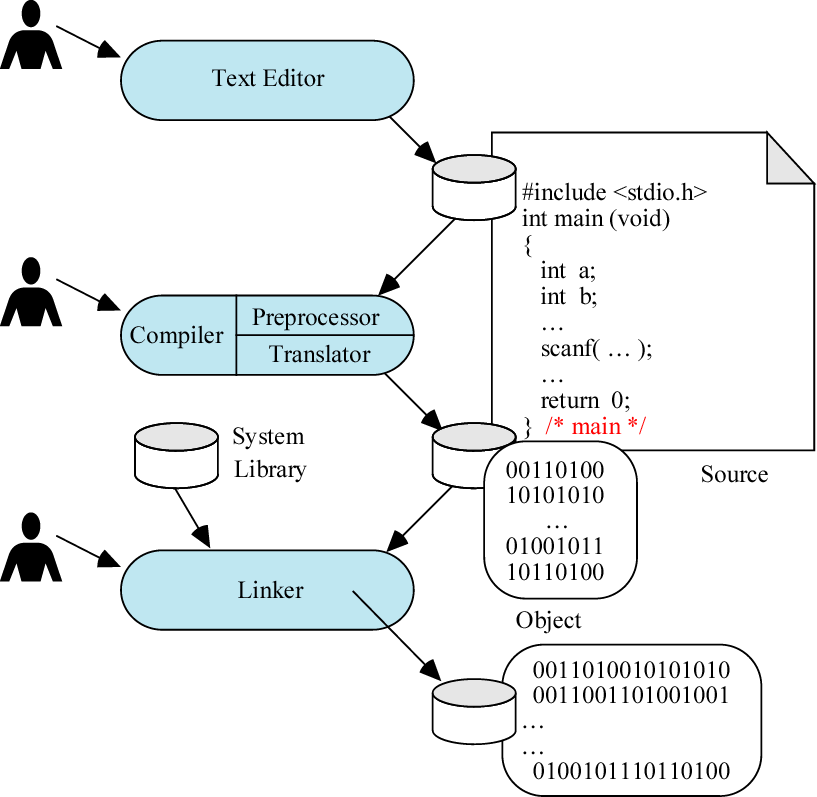 Text Editor
#include <stdio.h>
int main (void)
{
int a;
int b;
…
scanf( … );
…
return 0;
} /* main */
Source
Compiler
Preprocessor
Translator
System
Library
00110100
10101010
…
01001011
10110100
Object
Linker
0011010010101010
0011001101001001
…
…
0100101110110100